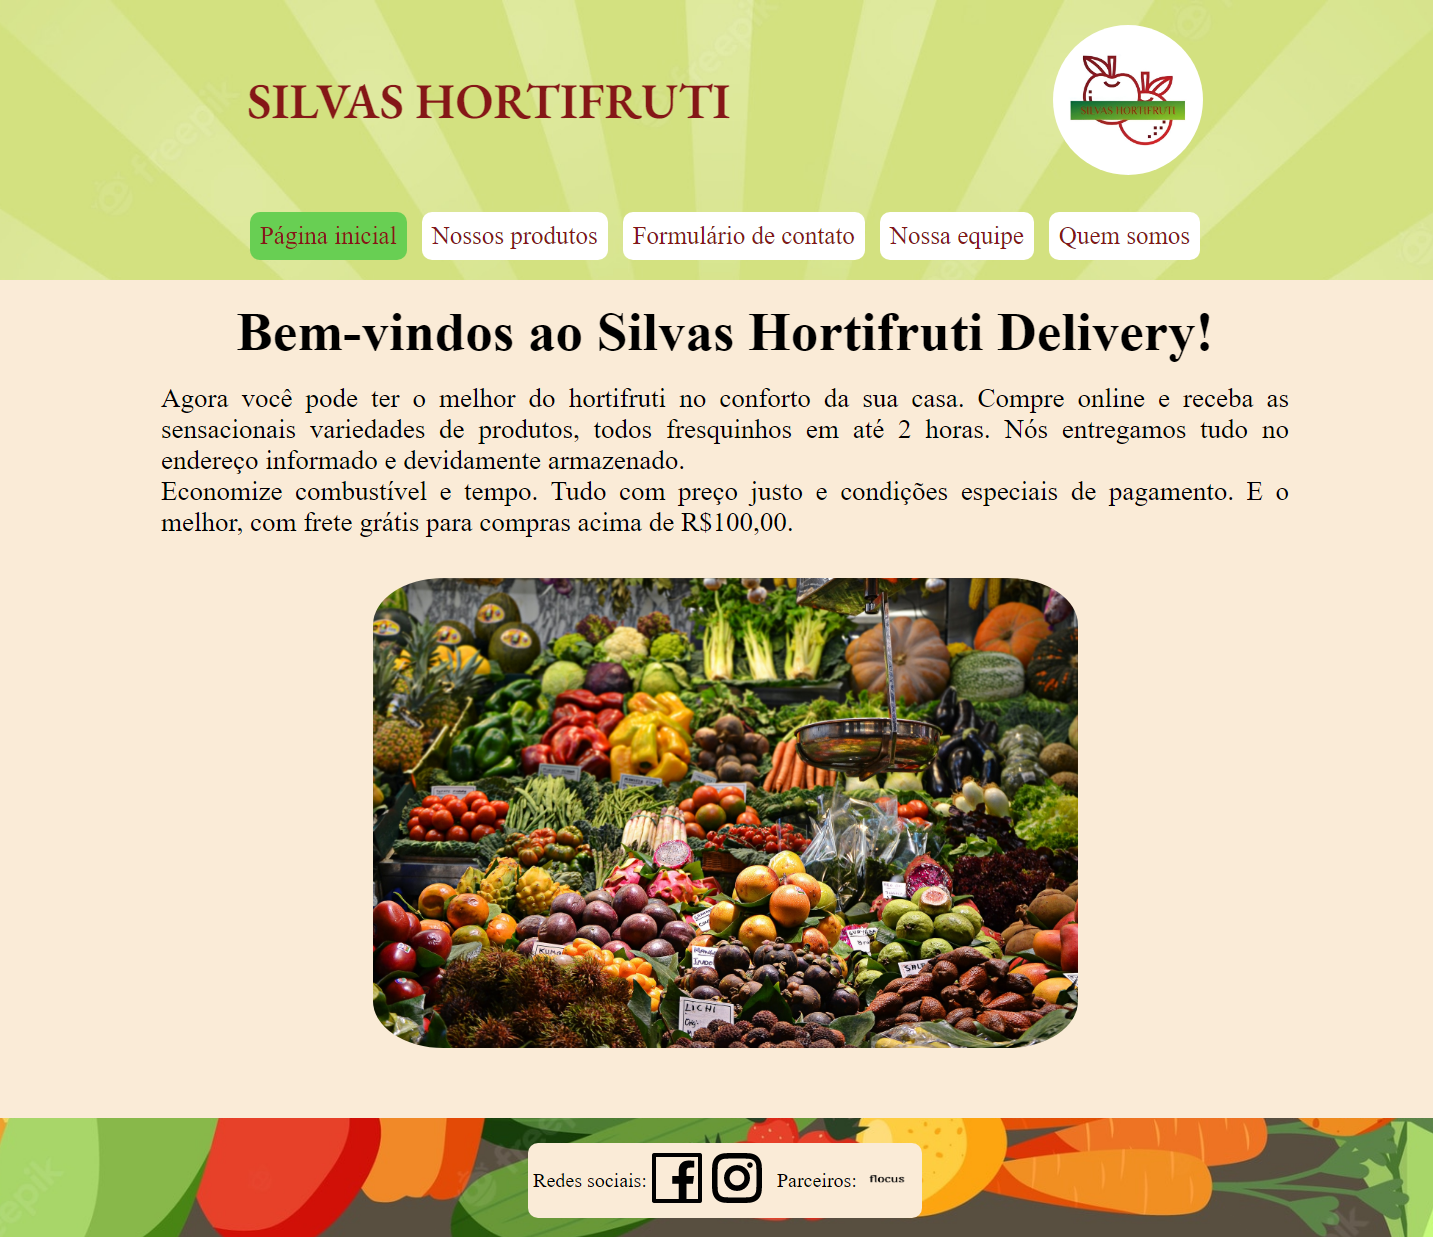 SILVAS HORTIFRUTI
SILVAS HORTIFRUTI
Página inicial
Nossos produtos
Formulário de contato
Nossa equipe
Quem somos
Bem-vindos ao Silvas Hortifruti Delivery!
Agora você pode ter o melhor do hortifruti no conforto da sua casa. Compre online e receba as
sensacionais variedades de produtos, todos fresquinhos em até 2 horas. Nós entregamos tudo no
endereço informado e devidamente armazenado.
Economize combustível e tempo. Tudo com preço justo e condições especiais de pagamento. E o
melhor, com frete grátis para compras acima de R$100,00.
LICHI
Redes sociais:
Parceiros:
flocus
freepik
freepik